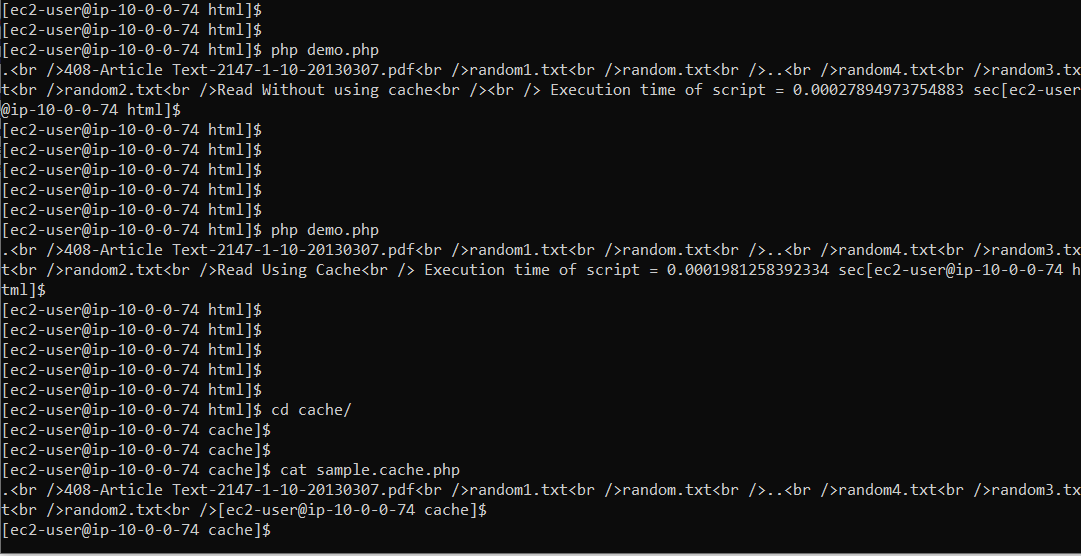 [ec2-user@ip-10-0-0-74 html]$
[ec2-user@ip-10-0-0-74 html]$
[ec2-user@ip-10-0-0-74 html]$ php demo.php
.<br />408-Article Text-2147-1-10-20130307.pdf<br />random1.txt<br />random.txt<br />..<br />random4.txt<br />random3.tx
t<br />random2.txt<br />Read Without using cache<br /><br /> Execution time of script = 0.00027894973754883 sec[ec2-user
@ip-10-0-0-74 html]$
[ec2-user@ip-10-0-0-74 html]$
[ec2-user@ip-10-0-0-74 html]$
[ec2-user@ip-10-0-0-74 html]$
[ec2-user@ip-10-0-0-74 html]$
[ec2-user@ip-10-0-0-74 html]$
[ec2-user@ip-10-0-0-74 html]$ php demo.php
.<br />408-Article Text-2147-1-10-20130307.pdf<br />random1.txt<br />random.txt<br />..<br />random4.txt<br />random3.tx
t<br />random2.txt<br />Read Using Cache<br /> Execution time of script = 0.0001981258392334 sec[ec2-user@ip-10-0-0-74 h
tml]$
[ec2-user@ip-10-0-0-74 html]$
[ec2-user@ip-10-0-0-74 html]$
[ec2-user@ip-10-0-0-74 html]$
[ec2-user@ip-10-0-0-74 html]$
[ec2-user@ip-10-0-0-74 html]$
[ec2-user@ip-10-0-0-74 html]$ cd cache/
[ec2-user@ip-10-0-0-74 cache]$
[ec2-user@ip-10-0-0-74 cache]$
[ec2-user@ip-10-0-0-74 cache]$ cat sample.cache.php
.<br />408-Article Text-2147-1-10-20130307.pdf<br />random1.txt<br />random.txt<br />..<br />random4.txt<br />random3.tx
t<br />random2.txt<br />[ec2-user@ip-10-0-0-74 cache]$
[ec2-user@ip-10-0-0-74 cache]$